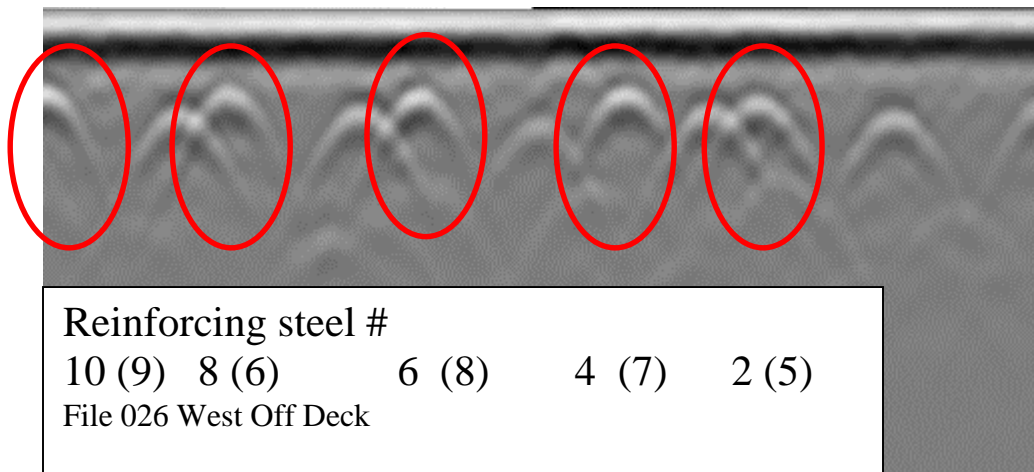 Reinforcing steel #
10 (9) 8 (6) 6 (8) 4 (7) 2 (5)
File 026 West Off Deck